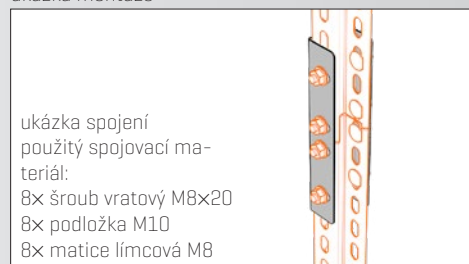 ukázka montáže
ukázka spojení
použitý spojovací ma-
teriál:
8× šroub vratový M8×20
8× podložka M10
8× matice límcová M8